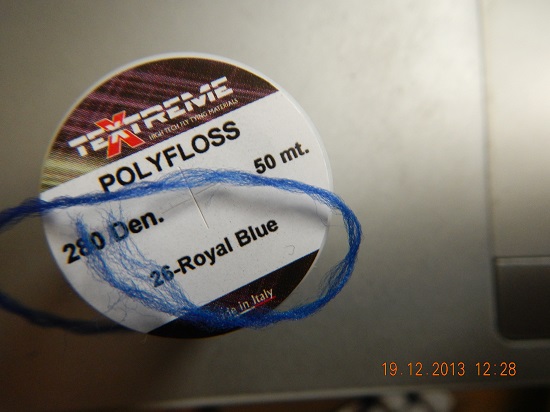 TEXTREME
HIGH TECH FLY TYING MATERIALS
POLYFLOSS
50 mt.
280 Den.
26-Royal Blue
in Italy
19.12.2013 12:28